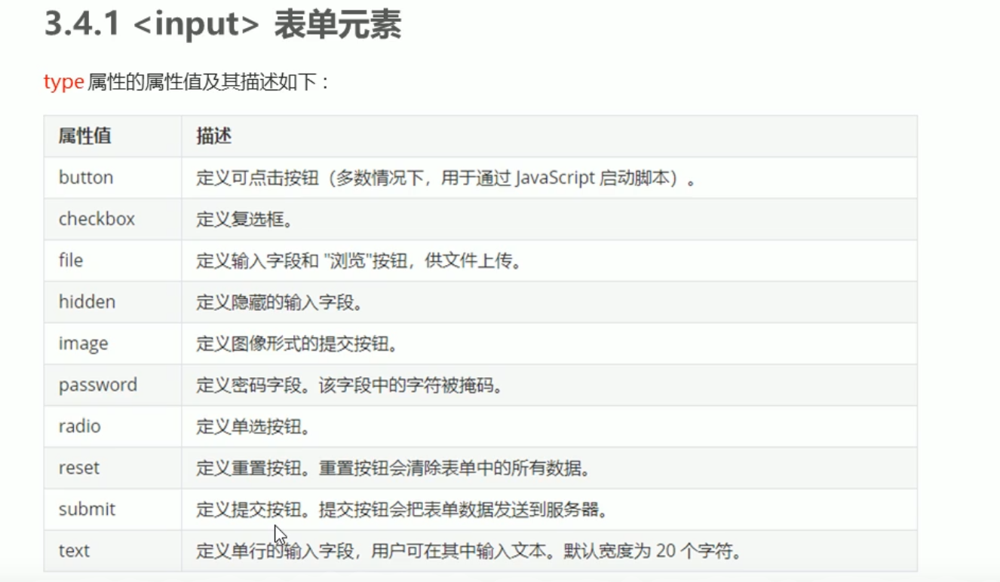 3.4.1 <input> 表单元素
type 属性的属性值及其描述如下：
属性值 描述
button 定义可点击按钮（多数情况下，用于通过 JavaScript 启动脚本）。
checkbox 定义复选框。
file 定义输入字段和 "浏览"按钮，供文件上传。
hidden 定义隐藏的输入字段。
image 定义图像形式的提交按钮。
password 定义密码字段。该字段中的字符被掩码。
radio 定义单选按钮。
reset 定义重置按钮。重置按钮会清除表单中的所有数据。
submit 定义提交按钮。提交按钮会把表单数据发送到服务器。
text 定义单行的输入字段，用户可在其中输入文本。默认宽度为 20 个字符。